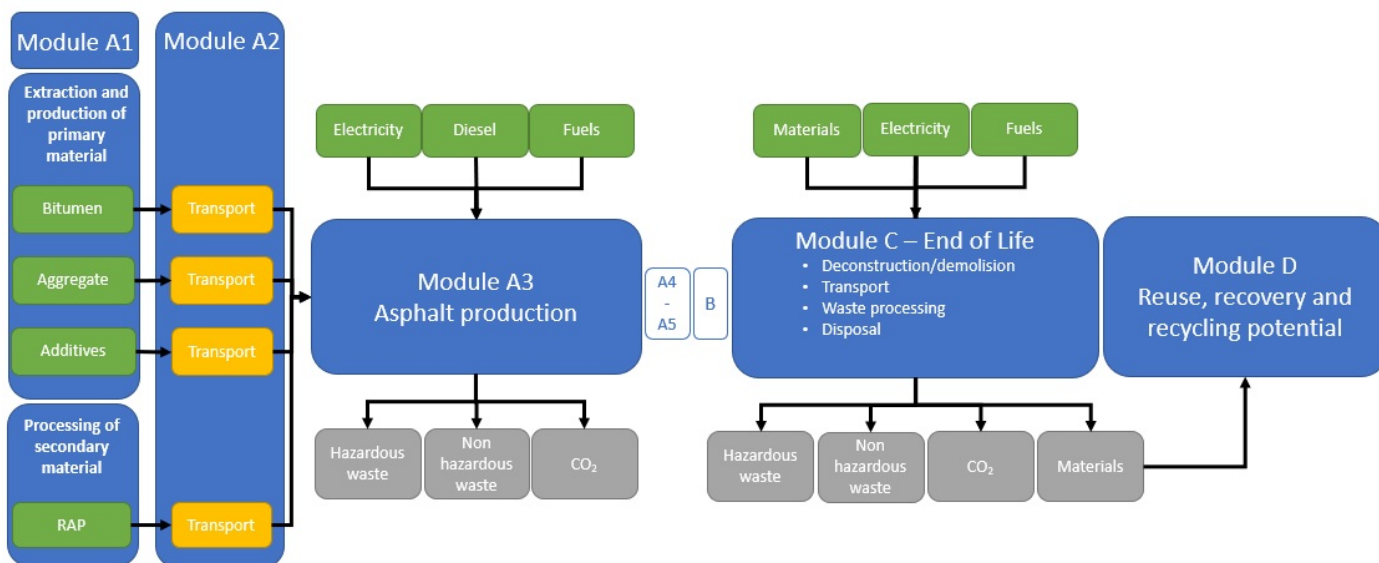 Module A1
Extraction and
production of
primary
material
Bitumen
Aggregate
Additives
Processing of
secondary
material
RAP
Module A2
Transport
Transport
Transport
Transport
Electricity
Diesel
Fuels
Module A3
Asphalt production
Hazardous
waste
Non
hazardous
waste
CO₂
A4
-
A5
B
Materials
Electricity
Fuels
Module C – End of Life
• Deconstruction/demolision
• Transport
• Waste processing
• Disposal
Hazardous
waste
Non
hazardous
waste
CO₂
Materials
Module D
Reuse, recovery and
recycling potential